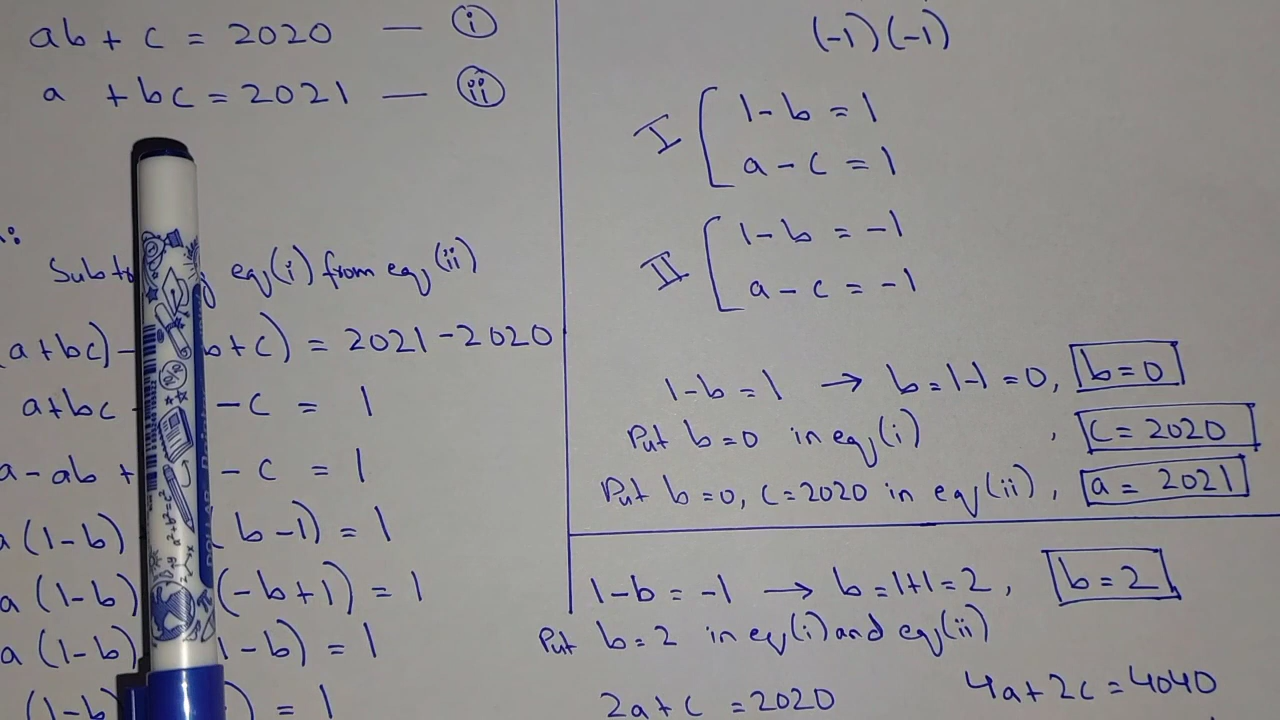 ab + c = 2020 — (i)
a + bc = 2021 — (ii)
eq(i) from eq(ii)
(a+bc) - b+c) = 2021-2020
a+bc - -c = 1
a-ab + -c = 1
a(1-b) b-1) = 1
a(1-b) (-b+1) = 1
a(1-b) 1-b) = 1
(1-b) ) = 1
(-1)(-1)
I [ 1-b = 1
a-c = 1
II [ 1-b = -1
a-c = -1
1-b=1 → b=1-1=0, b=0
Put b=0 in eq(i), c=2020
Put b=0, c=2020 in eq(ii), a=2021
1-b=-1 → b=1+1=2, b=2
Put b=2 in eq(i) and eq(ii)
2a+c = 2020 4a+2c=4040